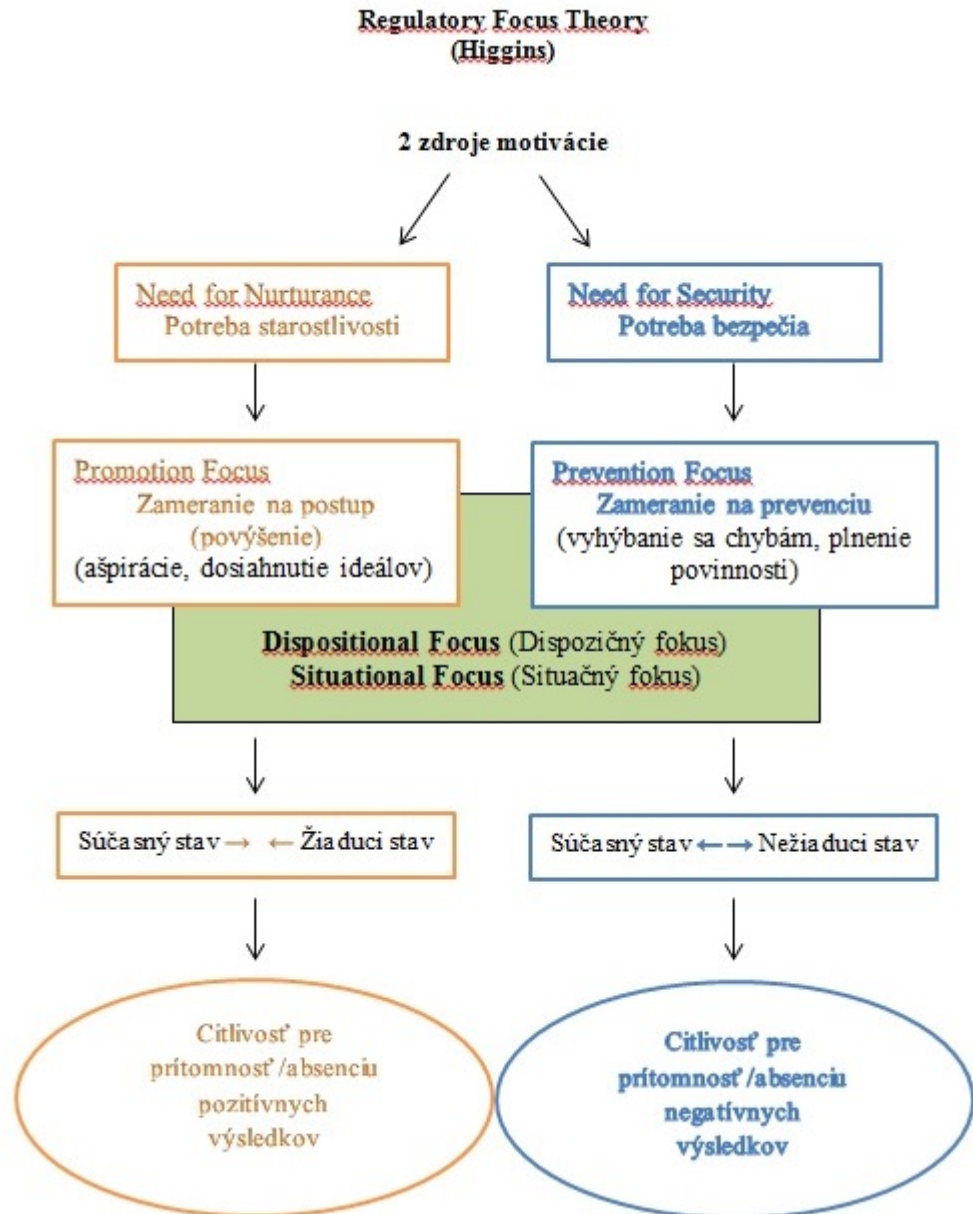 Regulatory Focus Theory
(Higgins)
2 zdroje motivácie
Need for Nurturance
Potreba starostlivosti
Need for Security
Potreba bezpečia
Promotion Focus
Zameranie na postup
(povýšenie)
(ašpirácie, dosiahnutie ideálov)
Prevention Focus
Zameranie na prevenciu
(vyhýbanie sa chybám, plnenie
povinnosti)
Dispositional Focus (Dispozičný fokus)
Situational Focus (Situačný fokus)
Súčasný stav → ← Žiaduci stav
Súčasný stav ←→ Nežiaduci stav
Citlivosť pre
prítomnosť/absenciu
pozitívnych
výsledkov
Citlivosť pre
prítomnosť/absenciu
negatívnych
výsledkov